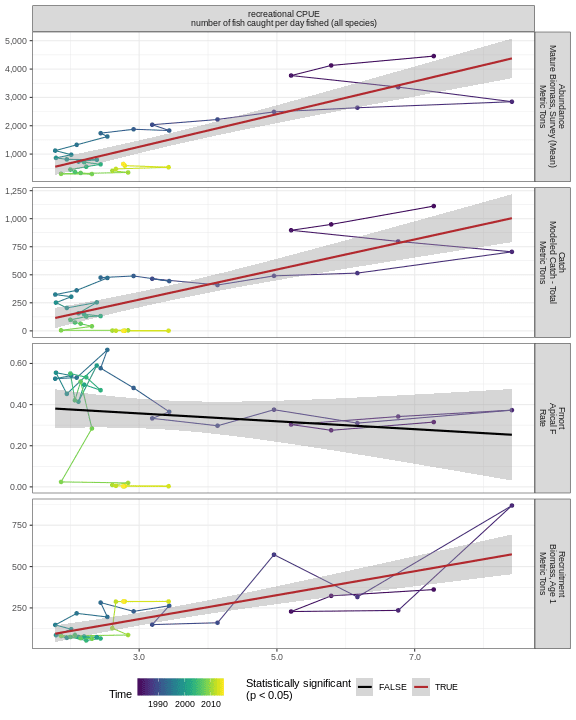 recreational CPUE
number of fish caught per day fished (all species)
5,000
4,000
3,000
2,000
1,000
Abundance
Mature Biomass, Survey (Mean)
Metric Tons
1,250
1,000
750
500
250
0
Catch
Modeled Catch - Total
Metric Tons
0.60
0.40
0.20
0.00
Fmort
Apical F
Rate
750
500
250
Recruitment
Biomass, Age 1
Metric Tons
3.0 5.0 7.0
Time
1990 2000 2010
Statistically significant
(p < 0.05)
FALSE TRUE